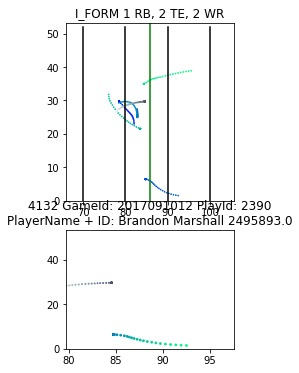 I_FORM 1 RB, 2 TE, 2 WR
50
40
30
20
10
0
70 80 90 100
4132 GameId: 2017091012 PlayId: 2390
PlayerName + ID: Brandon Marshall 2495893.0
40
20
0
80 85 90 95